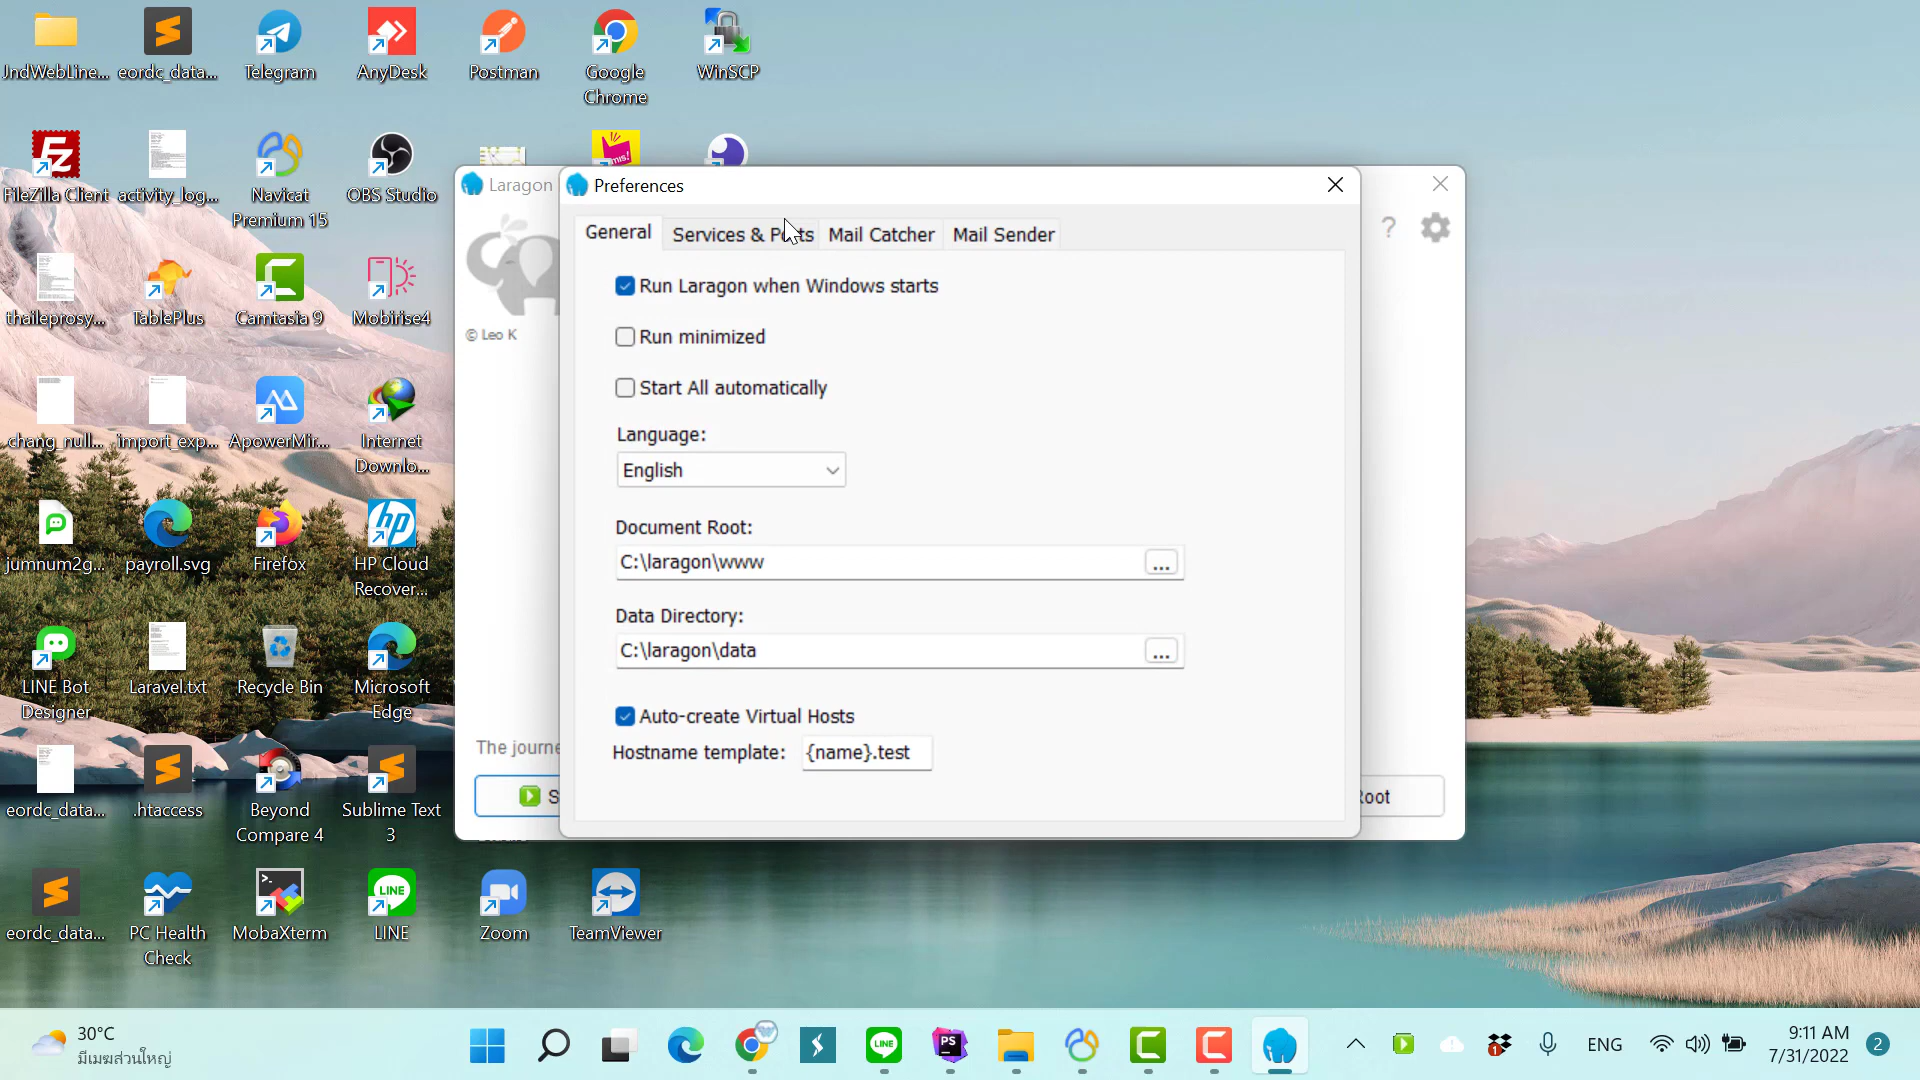 JndWebLine...
eordc_data...
Telegram
AnyDesk
Postman
Google
Chrome
WinSCP
FileZilla Client
activity_log...
Navicat
Premium 15
OBS Studio
thaileprosy...
TablePlus
Camtasia 9
Mobirise4
chang_null...
import_exp...
ApowerMir...
Internet
Downlo...
jumnum2g...
payroll.svg
Firefox
HP Cloud
Recover...
LINE Bot
Designer
Laravel.txt
Recycle Bin
Microsoft
Edge
eordc_data...
.htaccess
Beyond
Compare 4
Sublime Text
3
eordc_data...
PC Health
Check
MobaXterm
LINE
Zoom
TeamViewer
Laragon
© Leo K
The journe
Root
Preferences
General
Services & Ports
Mail Catcher
Mail Sender
Run Laragon when Windows starts
Run minimized
Start All automatically
Language:
English
Document Root:
C:\laragon\www
...
Data Directory:
C:\laragon\data
...
Auto-create Virtual Hosts
Hostname template: {name}.test
30°C
มีเมฆส่วนใหญ่
ENG
9:11 AM
7/31/2022
2